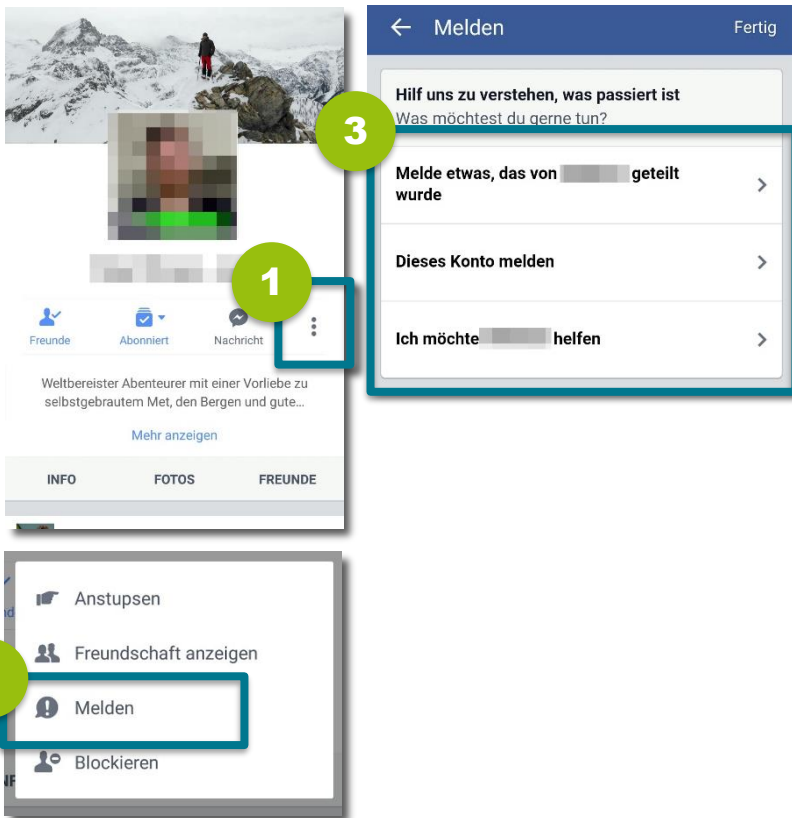 1
Freunde
Abonniert
Nachricht
Weltbereister Abenteurer mit einer Vorliebe zu
selbstgebrautem Met, den Bergen und gute...
Mehr anzeigen
INFO
FOTOS
FREUNDE
Anstupsen
Freundschaft anzeigen
Melden
Blockieren
3
Melden
Fertig
Hilf uns zu verstehen, was passiert ist
Was möchtest du gerne tun?
Melde etwas, das von geteilt
wurde
Dieses Konto melden
Ich möchte helfen